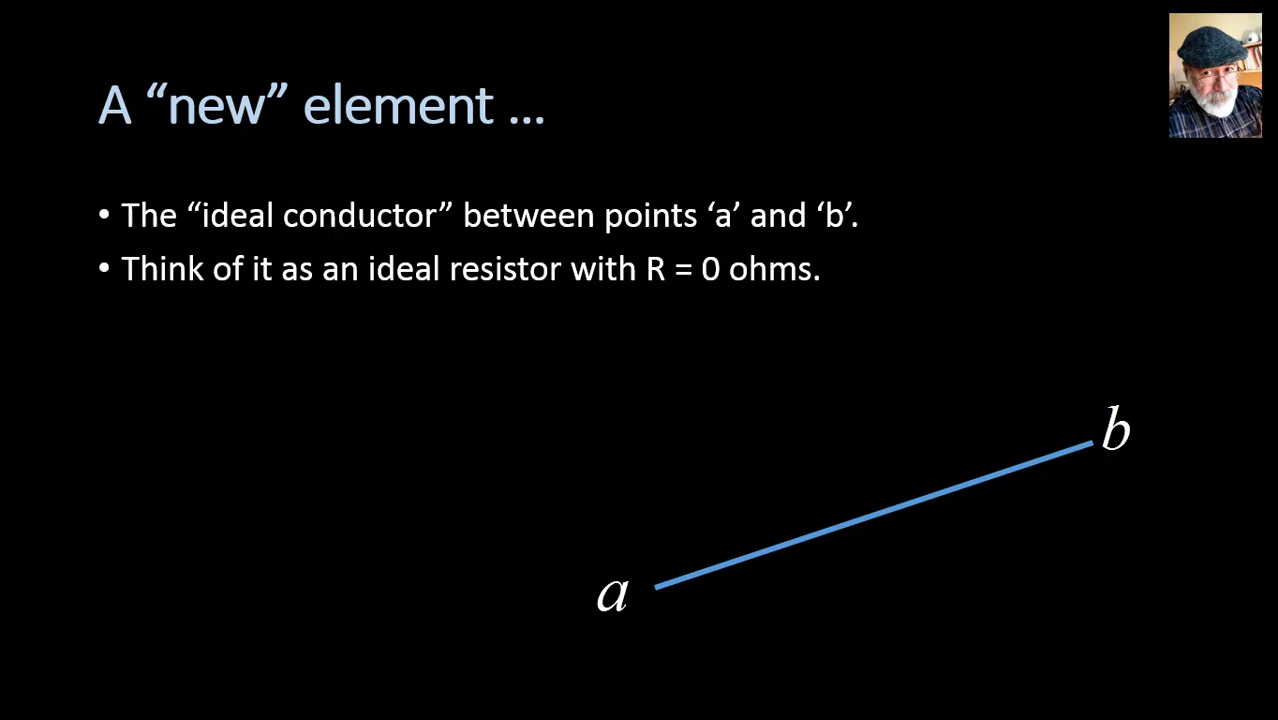 A “new” element …
• The “ideal conductor” between points ‘a’ and ‘b’.
• Think of it as an ideal resistor with R = 0 ohms.
b
a